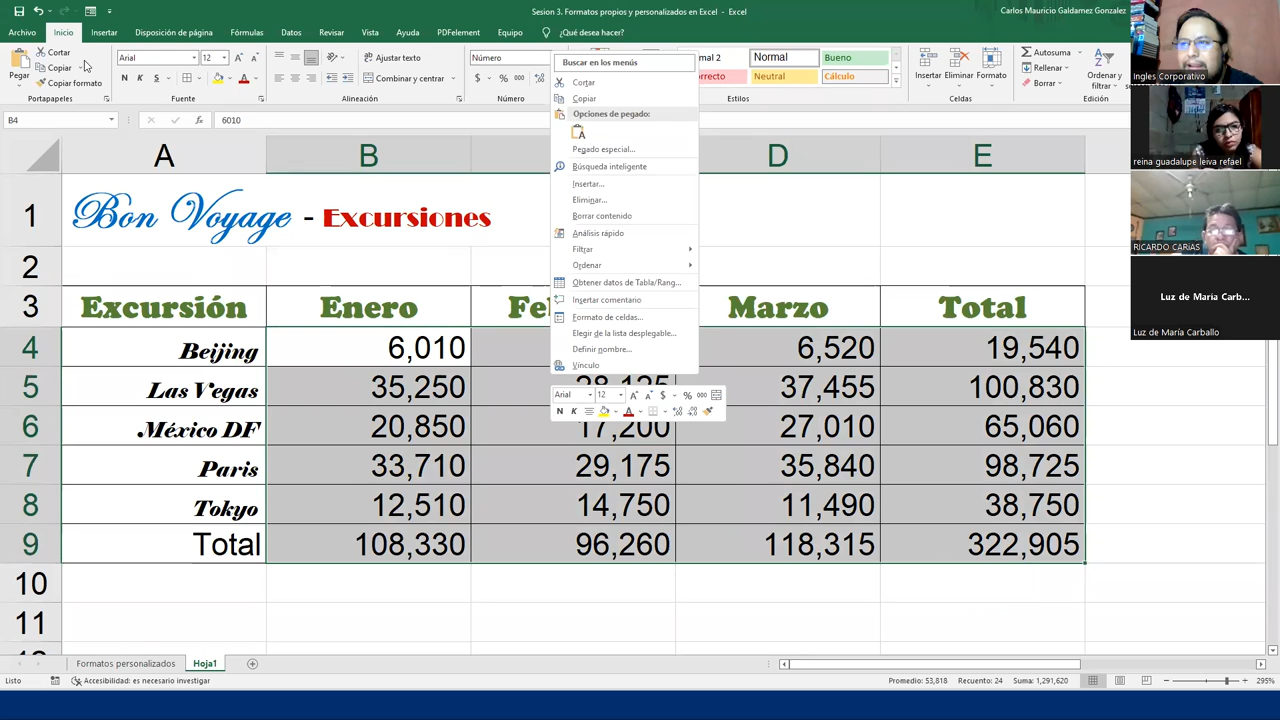 Sesion 3. Formatos propios y personalizados en Excel - Excel
Carlos Mauricio Galdamez Gonzalez
Archivo Inicio Insertar Disposición de página Fórmulas Datos Revisar Vista Ayuda PDFelement Equipo ¿Qué desea hacer?
Pegar
Cortar
Copiar
Copiar formato
Portapapeles
Arial 12
N K S
Fuente
Ajustar texto
Combinar y centrar
Alineación
Número
$ % 000
Número
mal 2 Normal Bueno
orrecto Neutral Cálculo
Estilos
Insertar Eliminar Formato
Celdas
Autosuma
Rellenar
Borrar
Ordenar y
filtrar
Edición
B4 fx 6010
A B D E
1 Bon Voyage - Excursiones
2
3 Excursión Enero Fe Marzo Total
4 Beijing 6,010 6,520 19,540
5 Las Vegas 35,250 28,125 37,455 100,830
6 México DF 20,850 17,200 27,010 65,060
7 Paris 33,710 29,175 35,840 98,725
8 Tokyo 12,510 14,750 11,490 38,750
9 Total 108,330 96,260 118,315 322,905
10
11
Buscar en los menús
Cortar
Copiar
Opciones de pegado:
Pegado especial...
Búsqueda inteligente
Insertar...
Eliminar...
Borrar contenido
Análisis rápido
Filtrar
Ordenar
Obtener datos de Tabla/Rang...
Insertar comentario
Formato de celdas...
Elegir de la lista desplegable...
Definir nombre...
Vínculo
Arial 12 $ % 000
N K
Ingles Corporativo
reina guadalupe leiva refael
RICARDO CARíAS
Luz de Maria Carb...
Luz de María Carballo
Formatos personalizados Hoja1
Listo Accesibilidad: es necesario investigar Promedio: 53,818 Recuento: 24 Suma: 1,291,620 295%